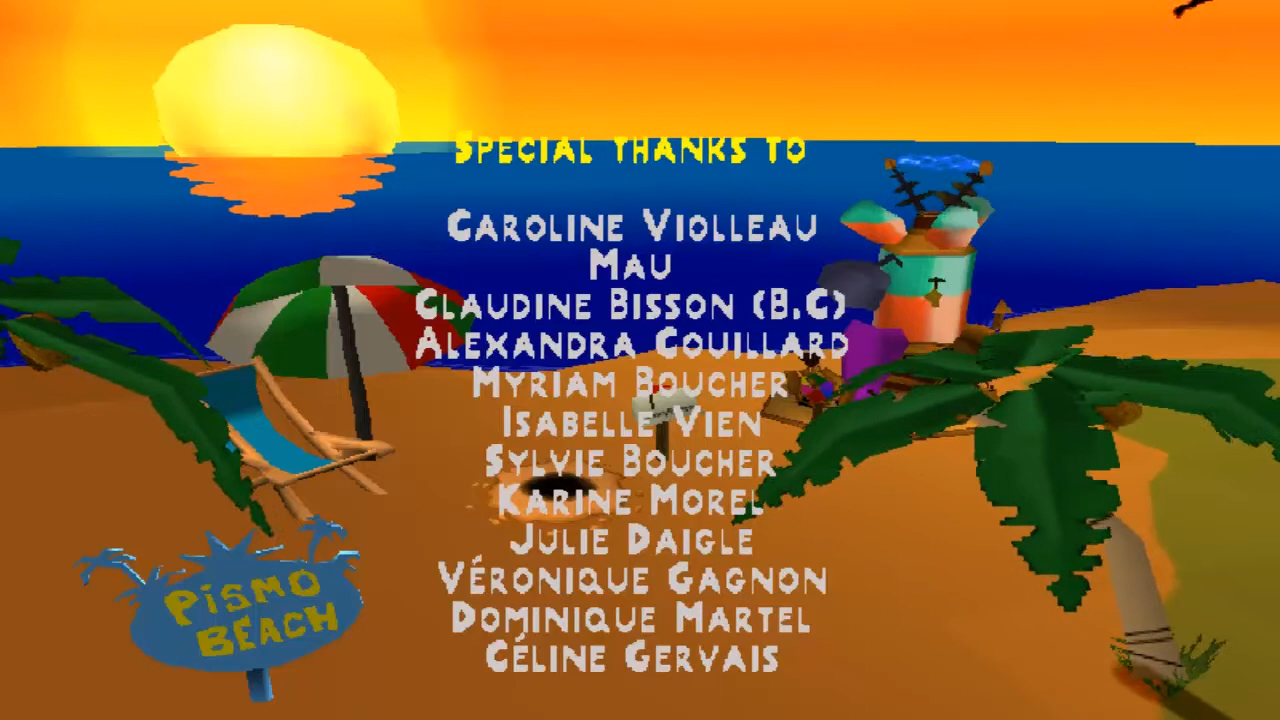 Special thanks to
Caroline Violleau
Mau
Claudine Bisson (B.C)
Alexandra Couillard
Myriam Boucher
Isabelle Vien
Sylvie Boucher
Karine Morel
Julie Daigle
Véronique Gagnon
Dominique Martel
Céline Gervais
Pismo
Beach